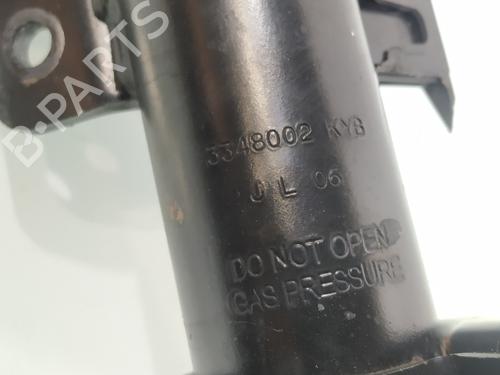 B-PARTS
3348002 KYB
J L 06
DO NOT OPEN
GAS PRESSURE